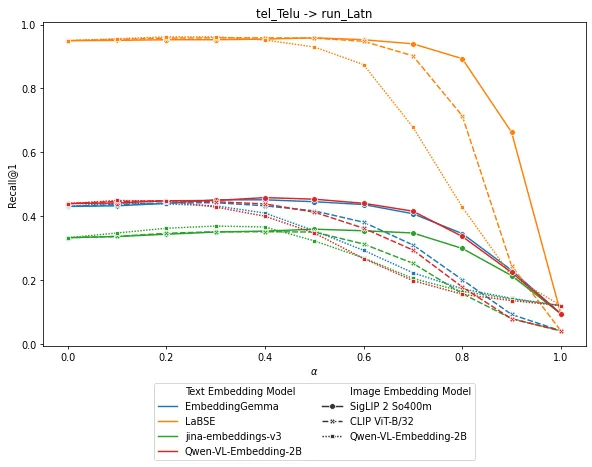 tel_Telu -> run_Latn
1.0
0.8
0.6
0.4
0.2
0.0
Recall@1
0.0 0.2 0.4 0.6 0.8 1.0
α
Text Embedding Model Image Embedding Model
EmbeddingGemma SigLIP 2 So400m
LaBSE CLIP ViT-B/32
jina-embeddings-v3 Qwen-VL-Embedding-2B
Qwen-VL-Embedding-2B